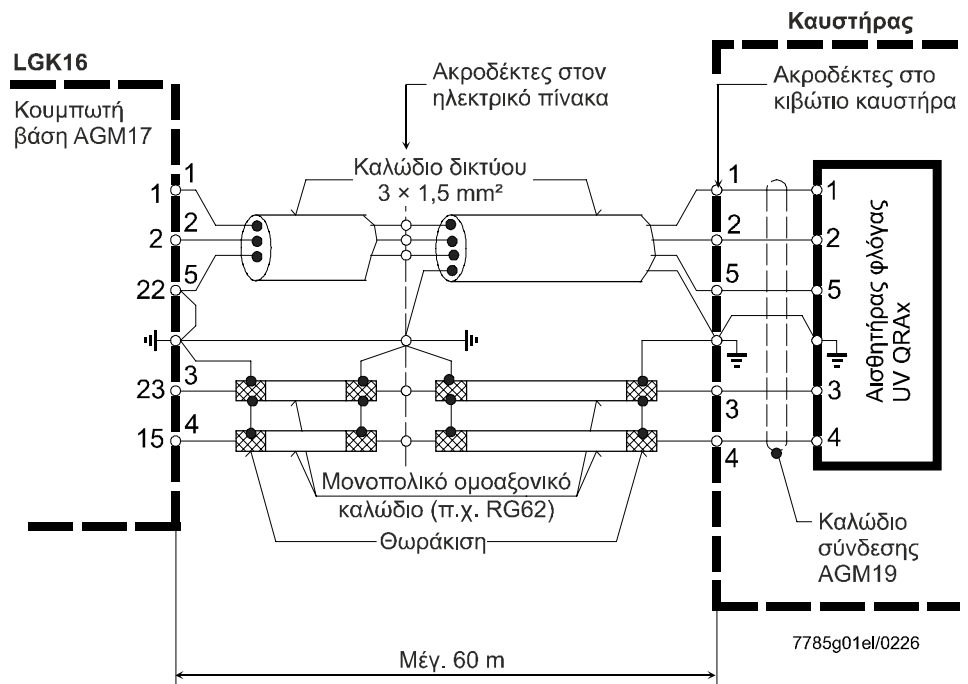 Καυστήρας
LGK16
Κουμπωτή
βάση AGM17
Ακροδέκτες στον
ηλεκτρικό πίνακα
Ακροδέκτες στο
κιβώτιο καυστήρα
Καλώδιο δικτύου
3 × 1,5 mm²
1 1 1 1
2 2 2 2
22 5 5 5
23 3 3 3
15 4 4 4
Αισθητήρας φλόγας
UV QRAx
Μονοπολικό ομοαξονικό
καλώδιο (π.χ. RG62)
Θωράκιση
Καλώδιο
σύνδεσης
AGM19
7785g01el/0226
Μέγ. 60 m